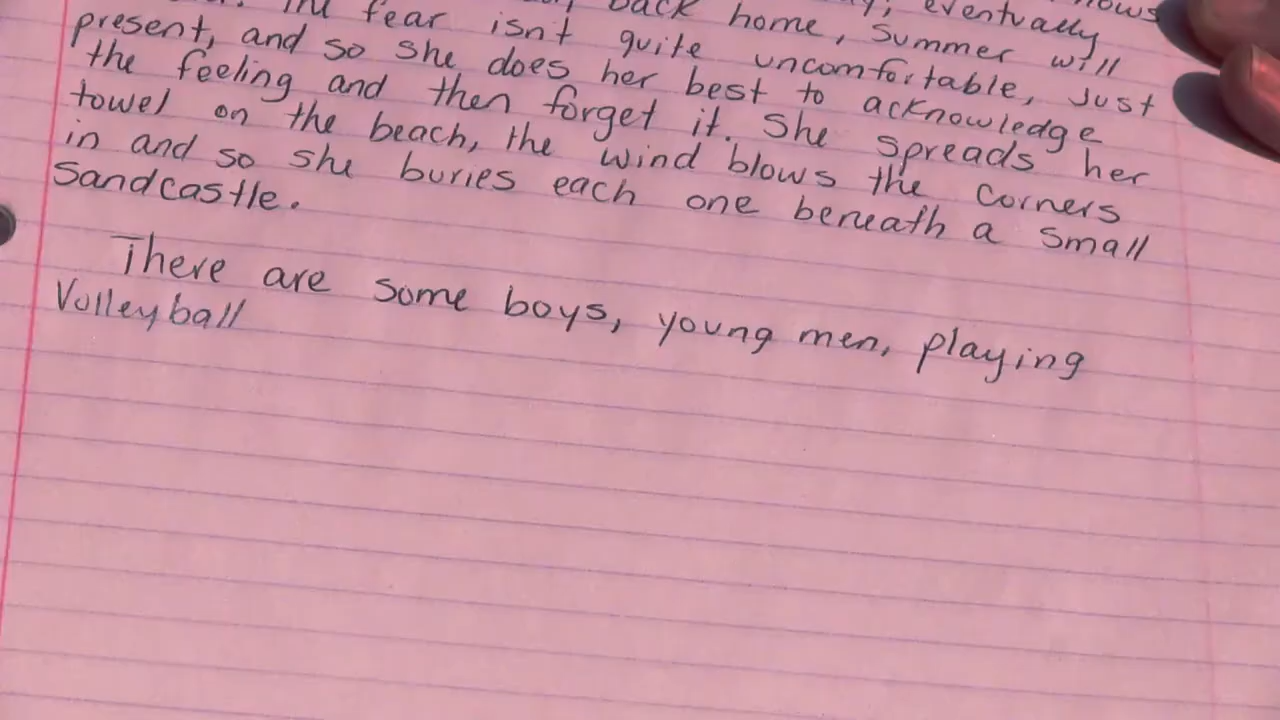 back home, eventually
The fear isn't quite uncomfortable, Summer will
present, and so she does her best to acknowledge just
the feeling and then forget it. She spreads her
towel on the beach, the wind blows the corners
in and so she buries each one beneath a small
Sandcastle.
There are some boys, young men, playing
Volleyball